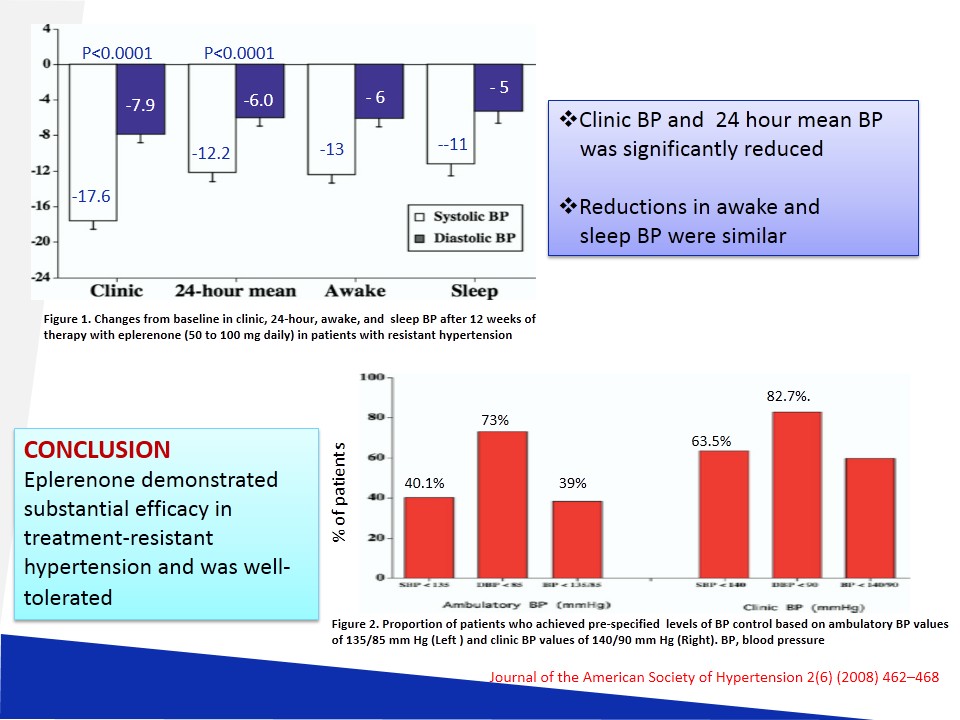 4
0
-4
-8
-12
-16
-20
-24
P<0.0001 P<0.0001
-7.9 -6.0 - 6 - 5
-17.6 -12.2 -13 --11
Systolic BP
Diastolic BP
Clinic 24-hour mean Awake Sleep
Figure 1. Changes from baseline in clinic, 24-hour, awake, and sleep BP after 12 weeks of
therapy with eplerenone (50 to 100 mg daily) in patients with resistant hypertension
❖Clinic BP and 24 hour mean BP
was significantly reduced
❖Reductions in awake and
sleep BP were similar
CONCLUSION
Eplerenone demonstrated
substantial efficacy in
treatment-resistant
hypertension and was well-
tolerated
% of patients
100
80
60
40
20
0
40.1% 73% 39% 63.5% 82.7%.
SBP < 135 DBP < 85 BP < 135/85 SBP < 140 DBP < 90 BP < 140/90
Ambulatory BP (mmHg) Clinic BP (mmHg)
Figure 2. Proportion of patients who achieved pre-specified levels of BP control based on ambulatory BP values
of 135/85 mm Hg (Left ) and clinic BP values of 140/90 mm Hg (Right). BP, blood pressure
Journal of the American Society of Hypertension 2(6) (2008) 462–468